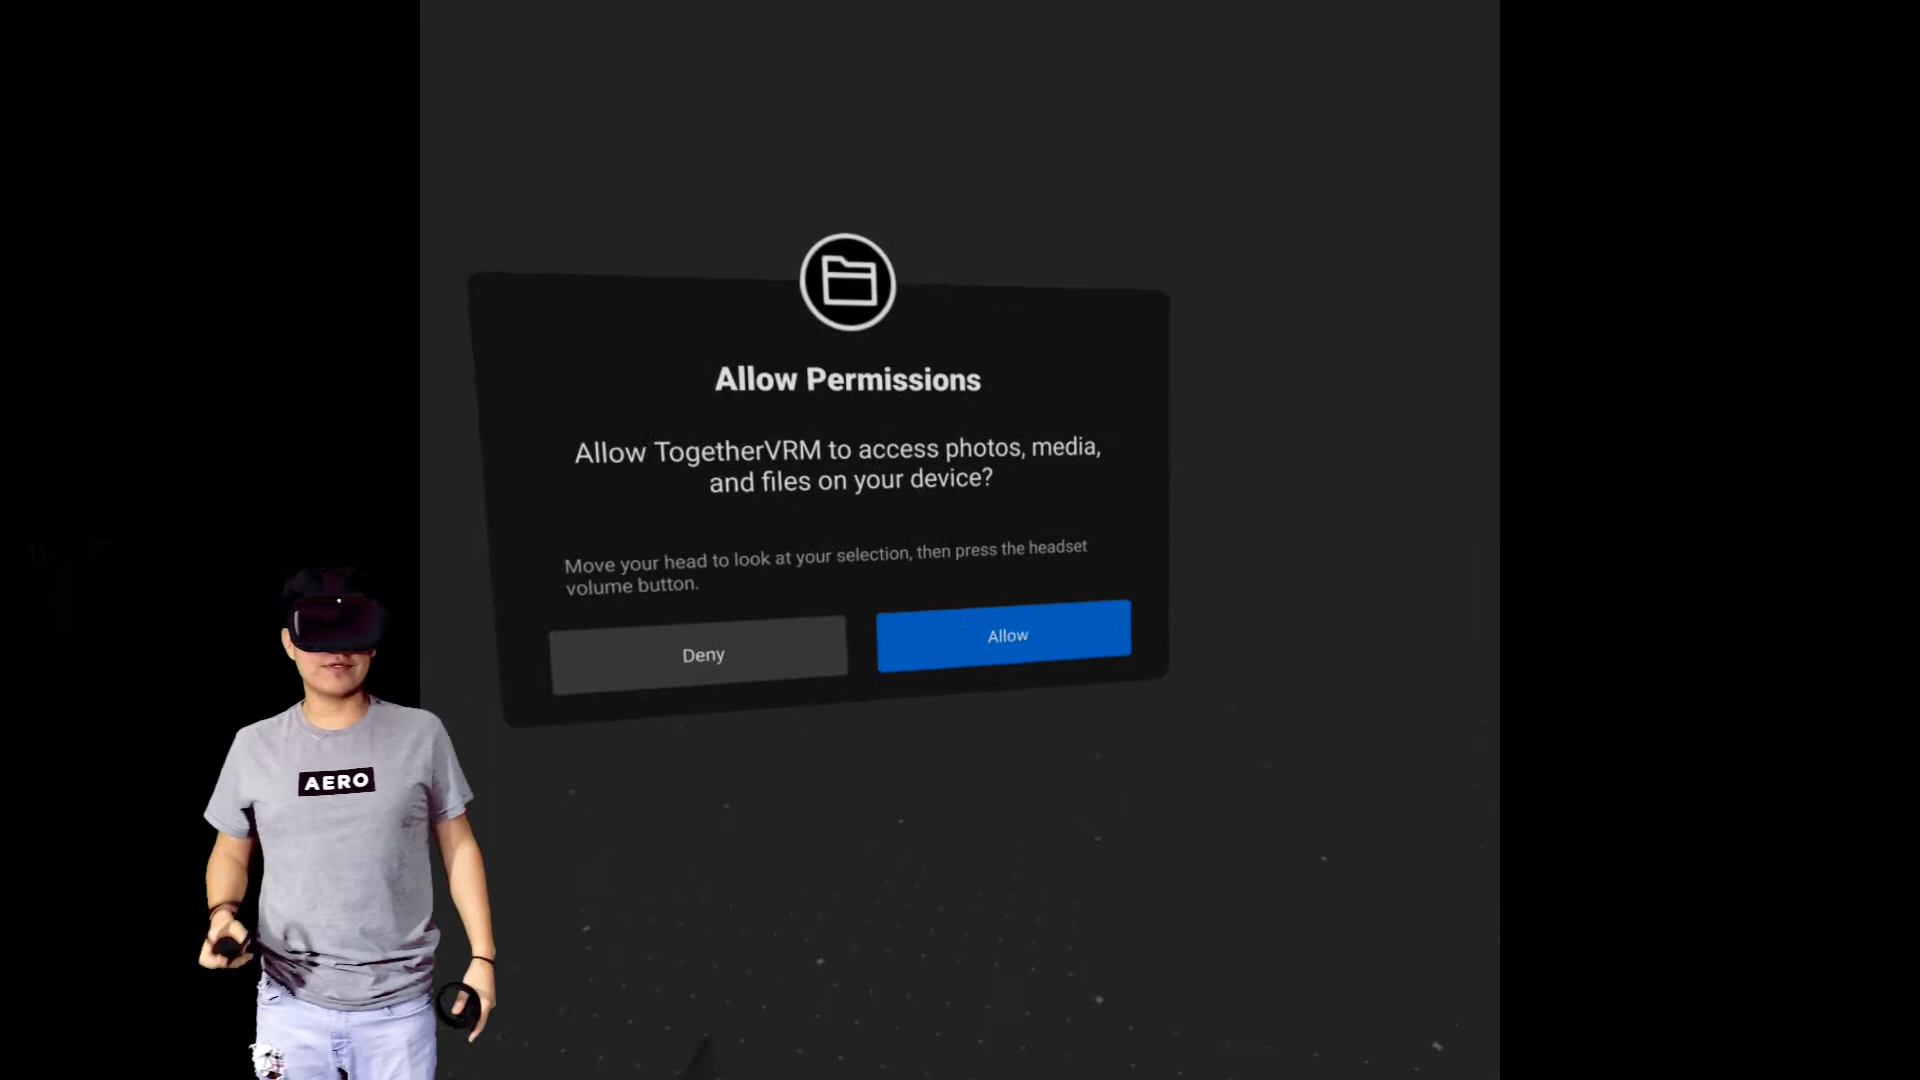 Allow Permissions
Allow TogetherVRM to access photos, media,
and files on your device?
Move your head to look at your selection, then press the headset
volume button.
Deny
Allow
AERO